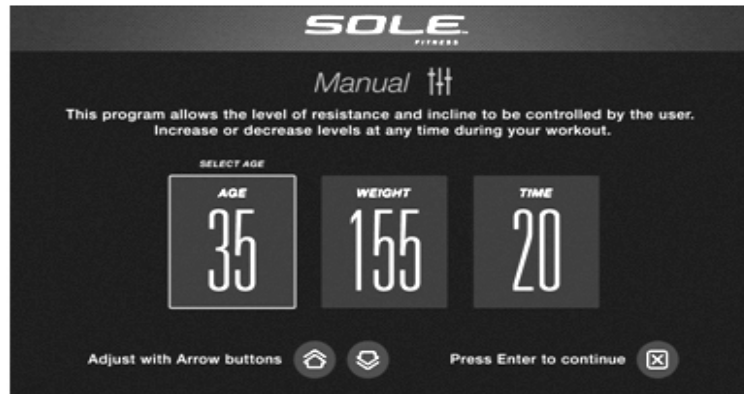 SOLE
FITNESS
Manual
This program allows the level of resistance and incline to be controlled by the user.
Increase or decrease levels at any time during your workout.
SELECT AGE
AGE WEIGHT TIME
35 155 20
Adjust with Arrow buttons Press Enter to continue